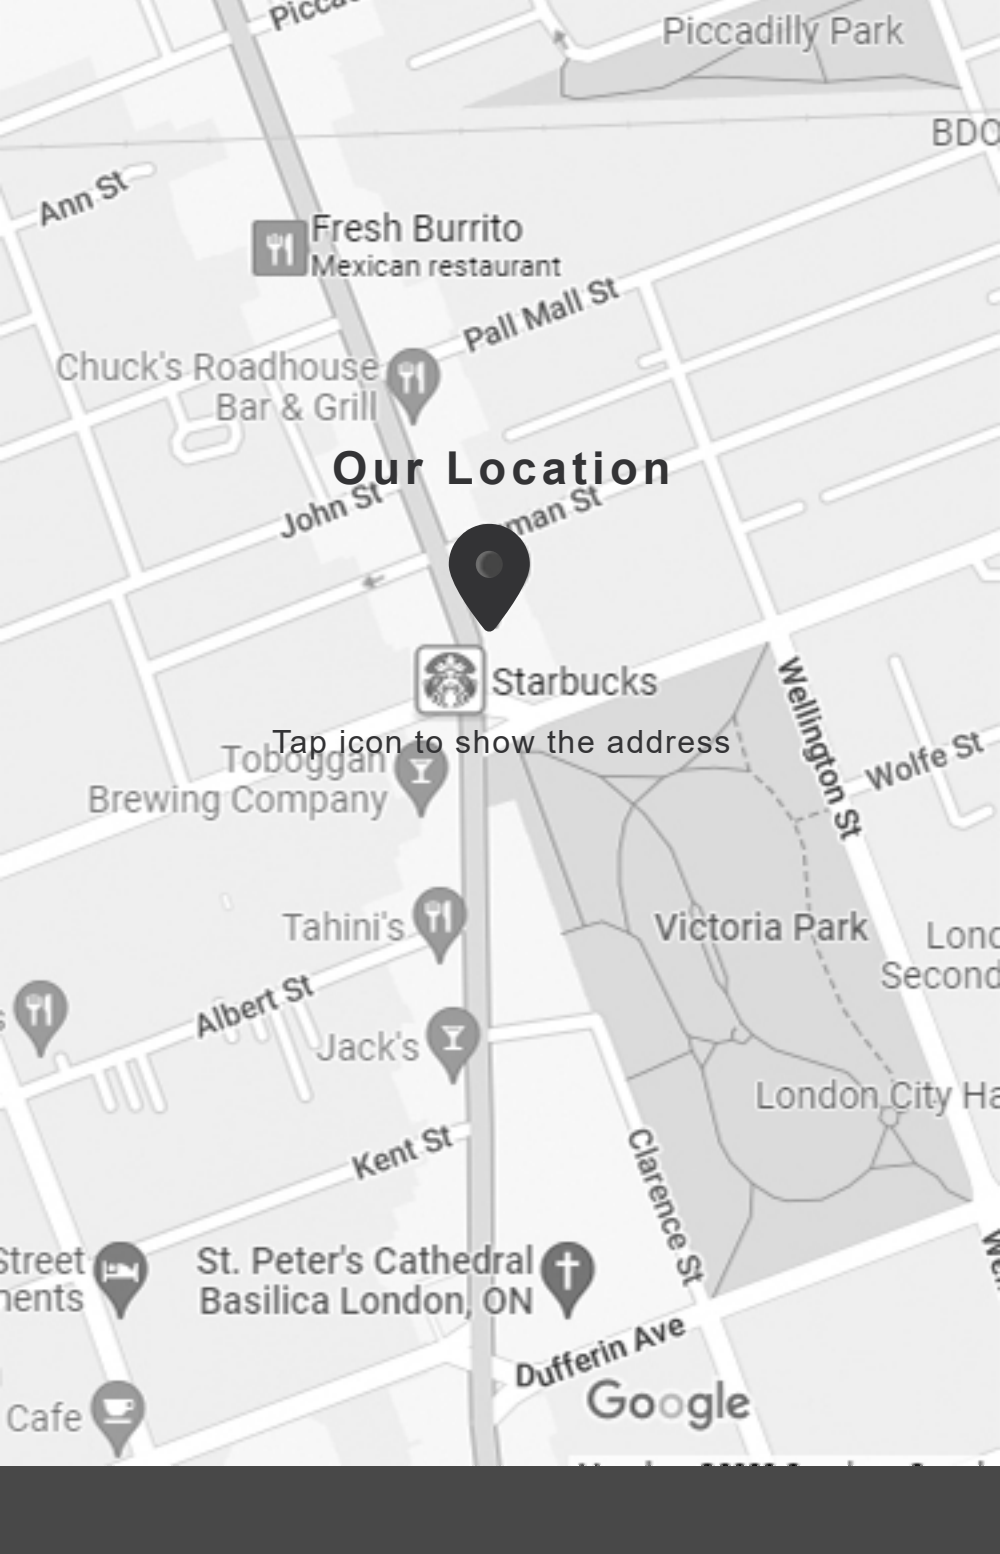 Piccadilly Park
Ann St
Fresh Burrito
Mexican restaurant
Pall Mall St
Chuck's Roadhouse
Bar & Grill
Our Location
John St
Starbucks
Tap icon to show the address
Toboggan
Brewing Company
Wellington St
Wolfe St
Tahini's
Victoria Park
Albert St
Jack's
London City Ha
Kent St
Clarence St
Street
St. Peter's Cathedral
Basilica London, ON
Dufferin Ave
Google
Cafe